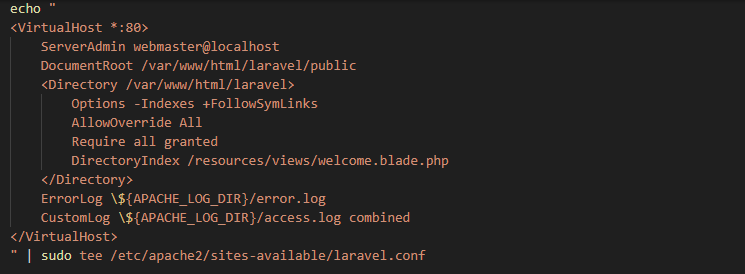 echo "
<VirtualHost *:80>
    ServerAdmin webmaster@localhost
    DocumentRoot /var/www/html/laravel/public
    <Directory /var/www/html/laravel>
        Options -Indexes +FollowSymLinks
        AllowOverride All
        Require all granted
        DirectoryIndex /resources/views/welcome.blade.php
    </Directory>
    ErrorLog \${APACHE_LOG_DIR}/error.log
    CustomLog \${APACHE_LOG_DIR}/access.log combined
</VirtualHost>
" | sudo tee /etc/apache2/sites-available/laravel.conf